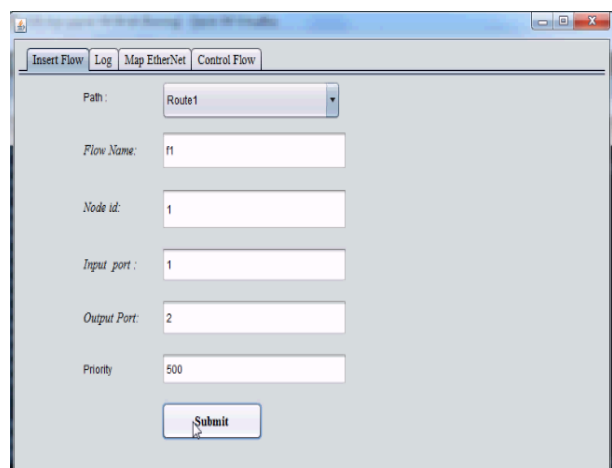 Insert Flow Log Map EtherNet Control Flow
Path : Route1
Flow Name: f1
Node id: 1
Input port : 1
Output Port: 2
Priority 500
Submit